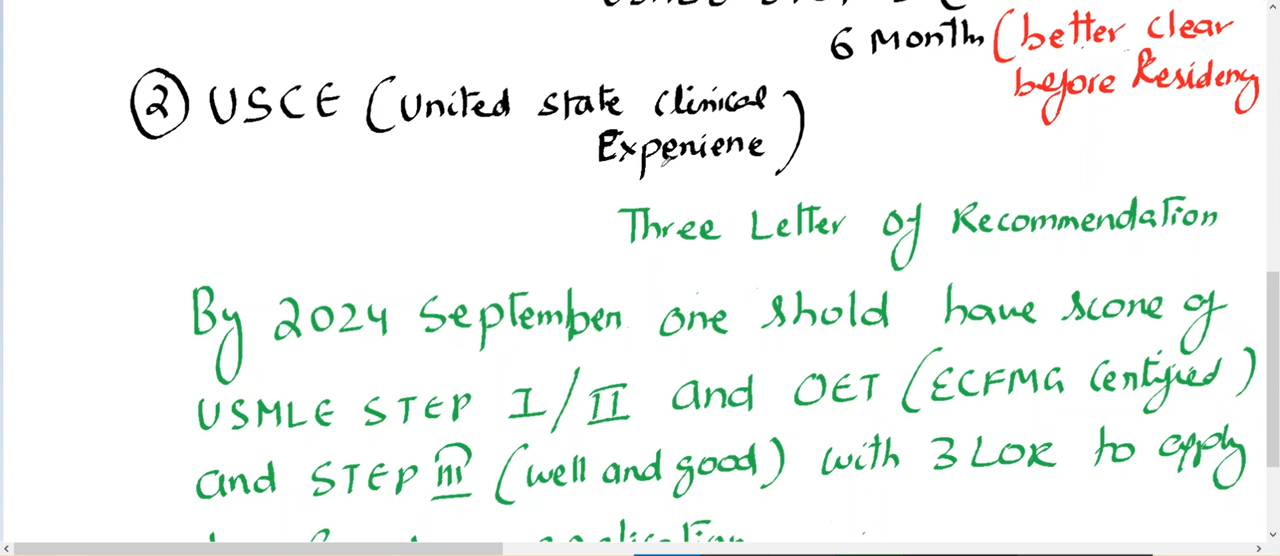 6 Month (better clear
before Residency
② USCE (United state Clinical
Experiene)
Three Letter of Recommendation
By 2024 September one shold have score of
USMLE STEP I/II and OET (ECFMG Certified)
and STEP III (well and good) with 3 LOR to apply
application